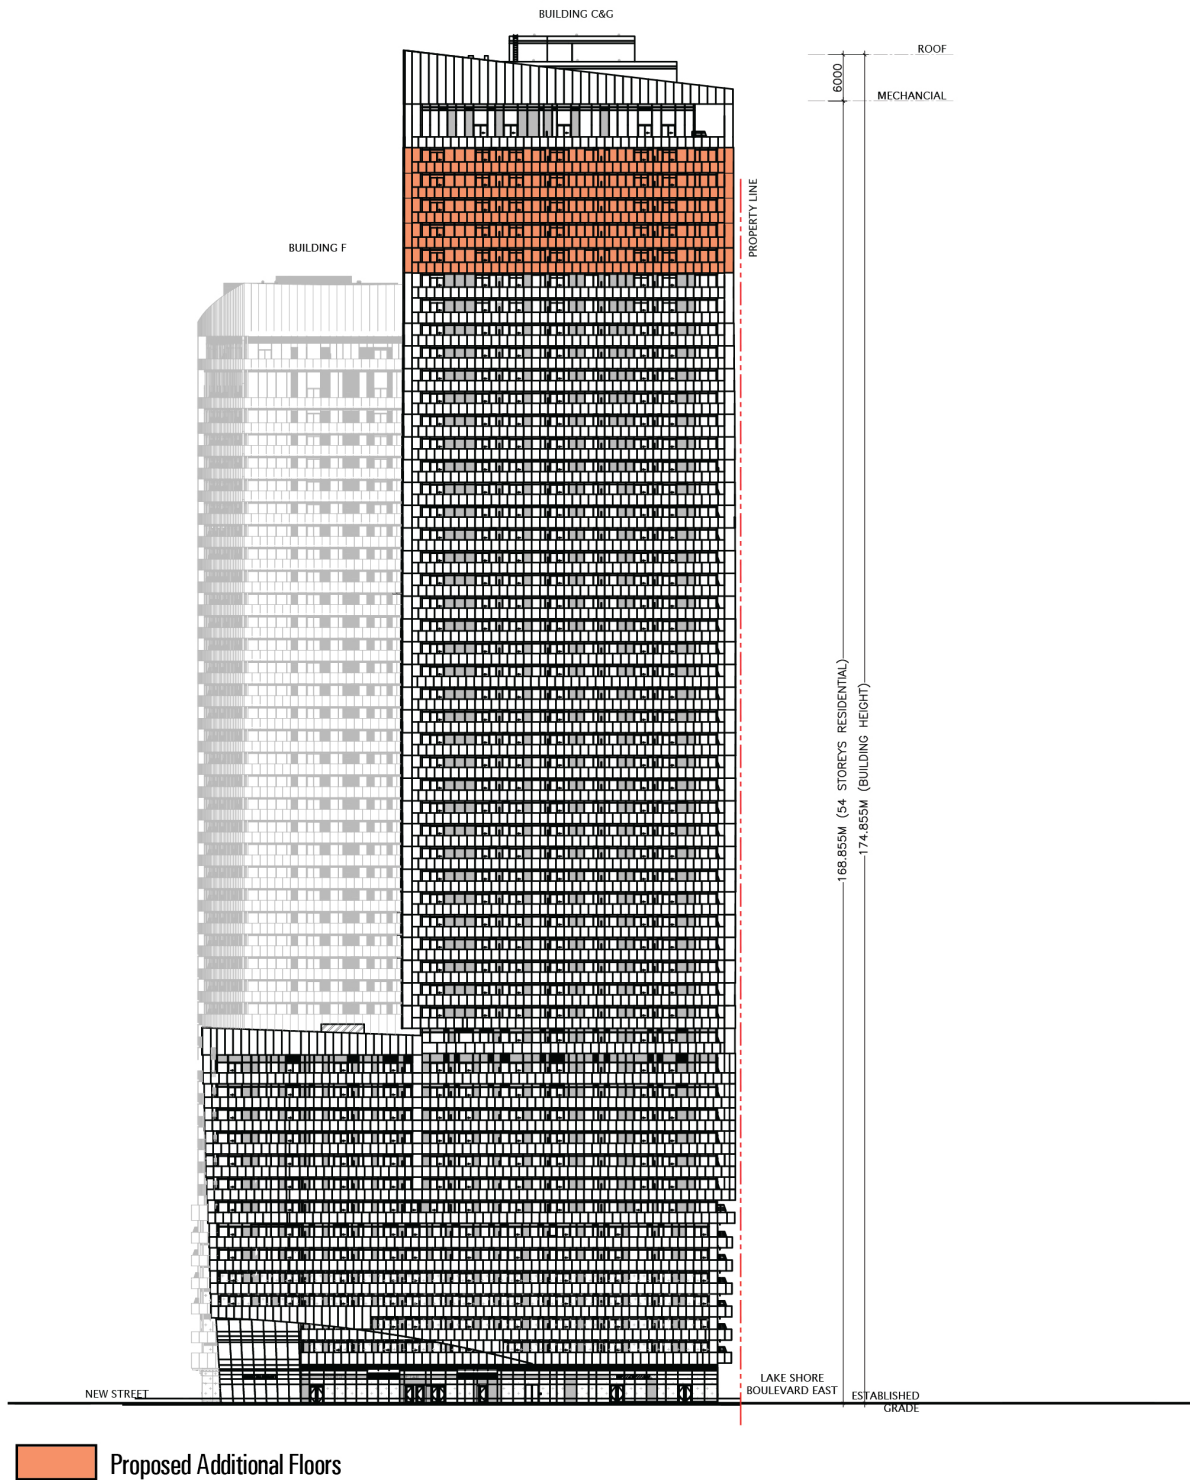 BUILDING C&G
ROOF
6000
MECHANCIAL
PROPERTY LINE
BUILDING F
168.855M (54 STOREYS RESIDENTIAL)
174.855M (BUILDING HEIGHT)
LAKE SHORE
BOULEVARD EAST
NEW STREET
ESTABLISHED
GRADE
Proposed Additional Floors